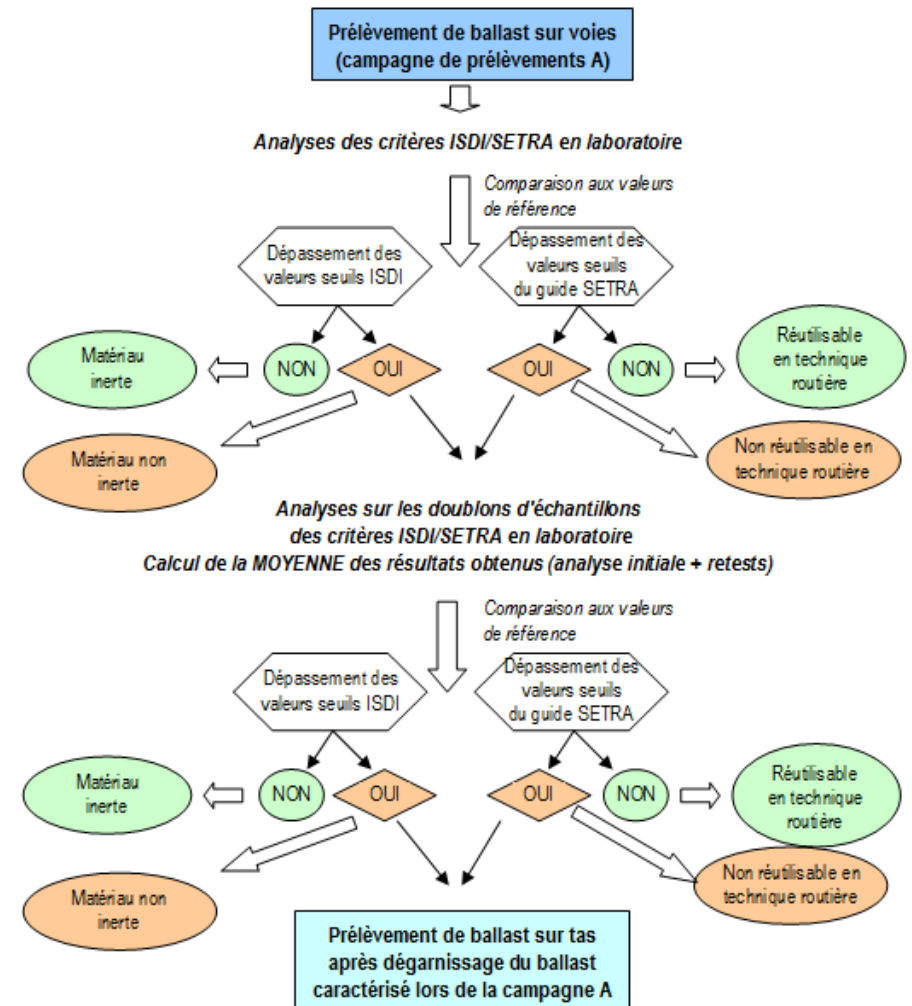 Prélèvement de ballast sur voies
(campagne de prélèvements A)
Analyses des critères ISDI/SETRA en laboratoire
Comparaison aux valeurs
de référence
Dépassement des
valeurs seuils ISDI
Dépassement des
valeurs seuils
du guide SETRA
Matériau
inerte
NON
OUI
OUI
NON
Réutilisable
en technique
routière
Matériau non
inerte
Non réutilisable en
technique routière
Analyses sur les doublons d'échantillons
des critères ISDI/SETRA en laboratoire
Calcul de la MOYENNE des résultats obtenus (analyse initiale + retests)
Comparaison aux valeurs
de référence
Dépassement des
valeurs seuils ISDI
Dépassement des
valeurs seuils
du guide SETRA
Matériau
inerte
NON
OUI
OUI
NON
Réutilisable
en technique
routière
Matériau non
inerte
Non réutilisable en
technique routière
Prélèvement de ballast sur tas
après dégarnissage du ballast
caractérisé lors de la campagne A